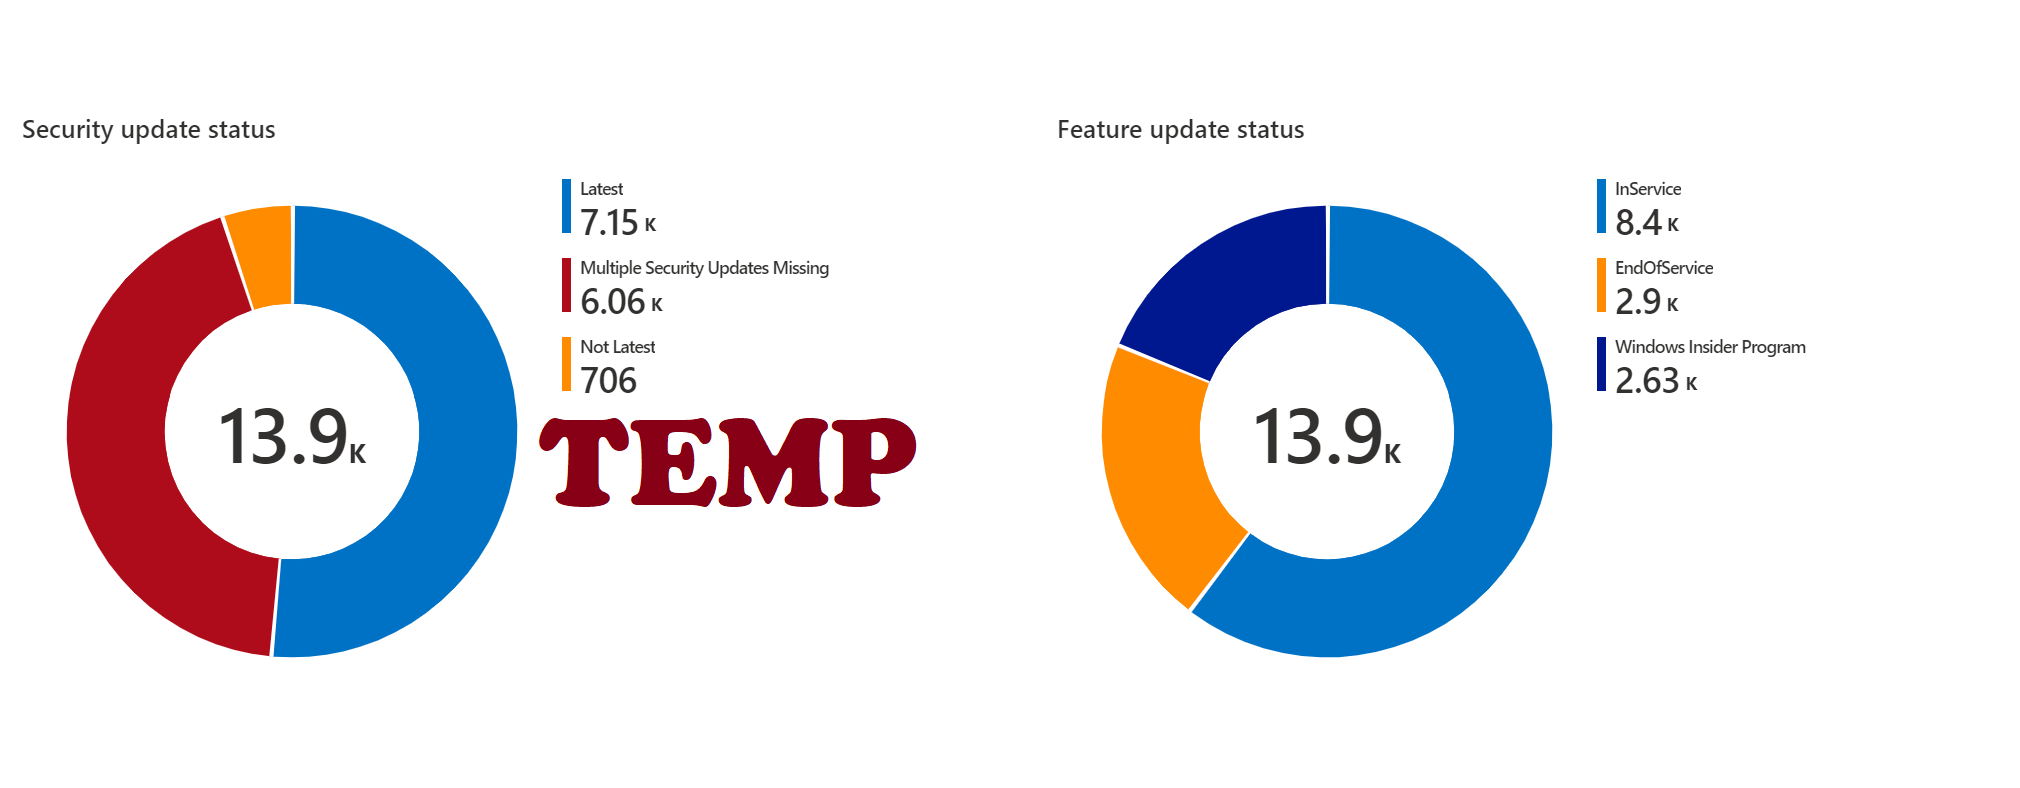 Security update status
Latest
7.15 K
Multiple Security Updates Missing
6.06 K
Not Latest
706
13.9K
TEMP
Feature update status
InService
8.4 K
EndOfService
2.9 K
Windows Insider Program
2.63 K
13.9K